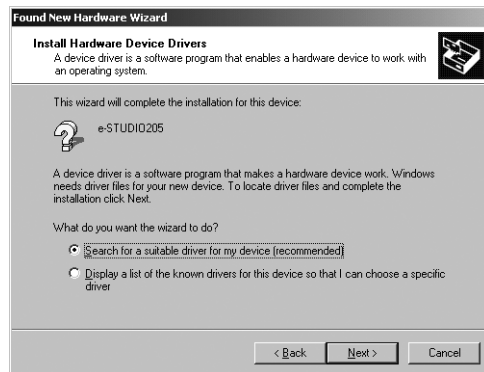 Found New Hardware Wizard
Install Hardware Device Drivers
A device driver is a software program that enables a hardware device to work with
an operating system.
This wizard will complete the installation for this device:
e-STUDIO205
A device driver is a software program that makes a hardware device work. Windows
needs driver files for your new device. To locate driver files and complete the
installation click Next.
What do you want the wizard to do?
Search for a suitable driver for my device (recommended)
Display a list of the known drivers for this device so that I can choose a specific
driver
< Back Next > Cancel